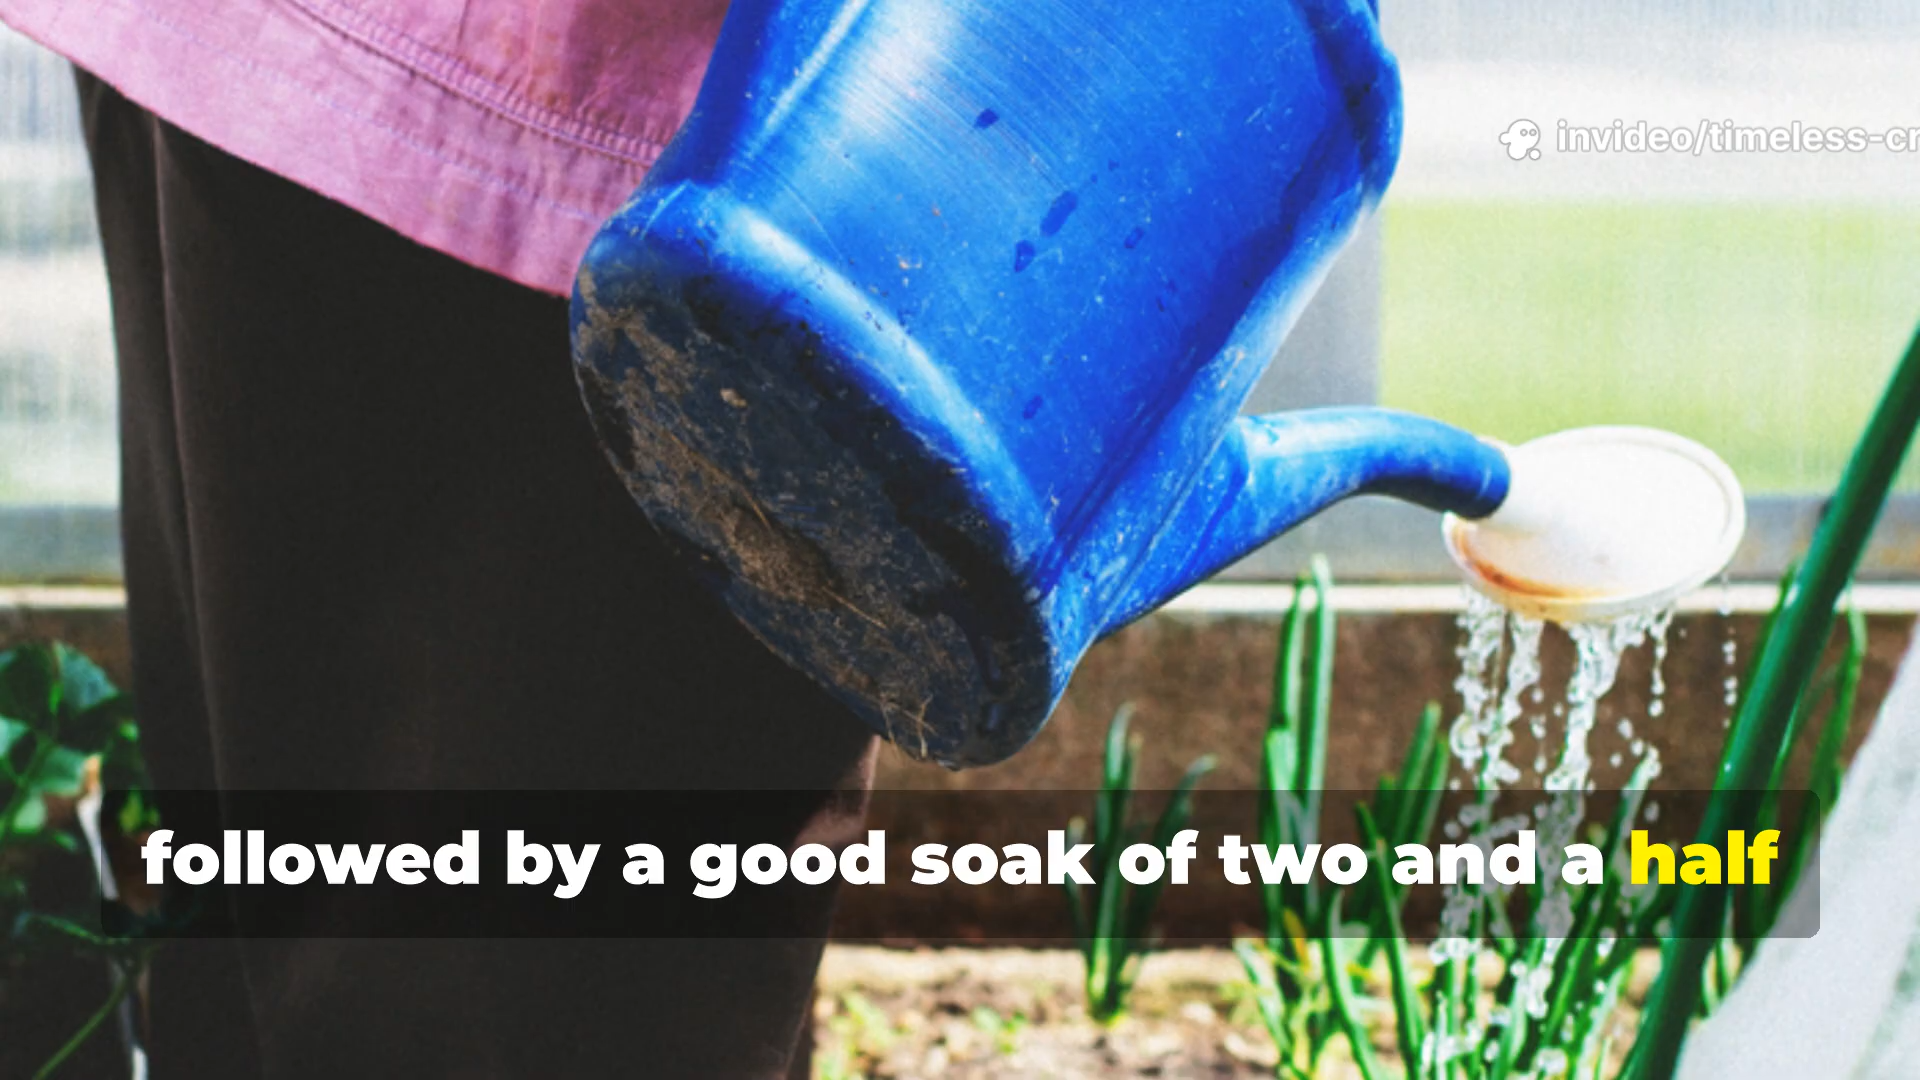 invideo/timeless-cr
followed by a good soak of two and a half